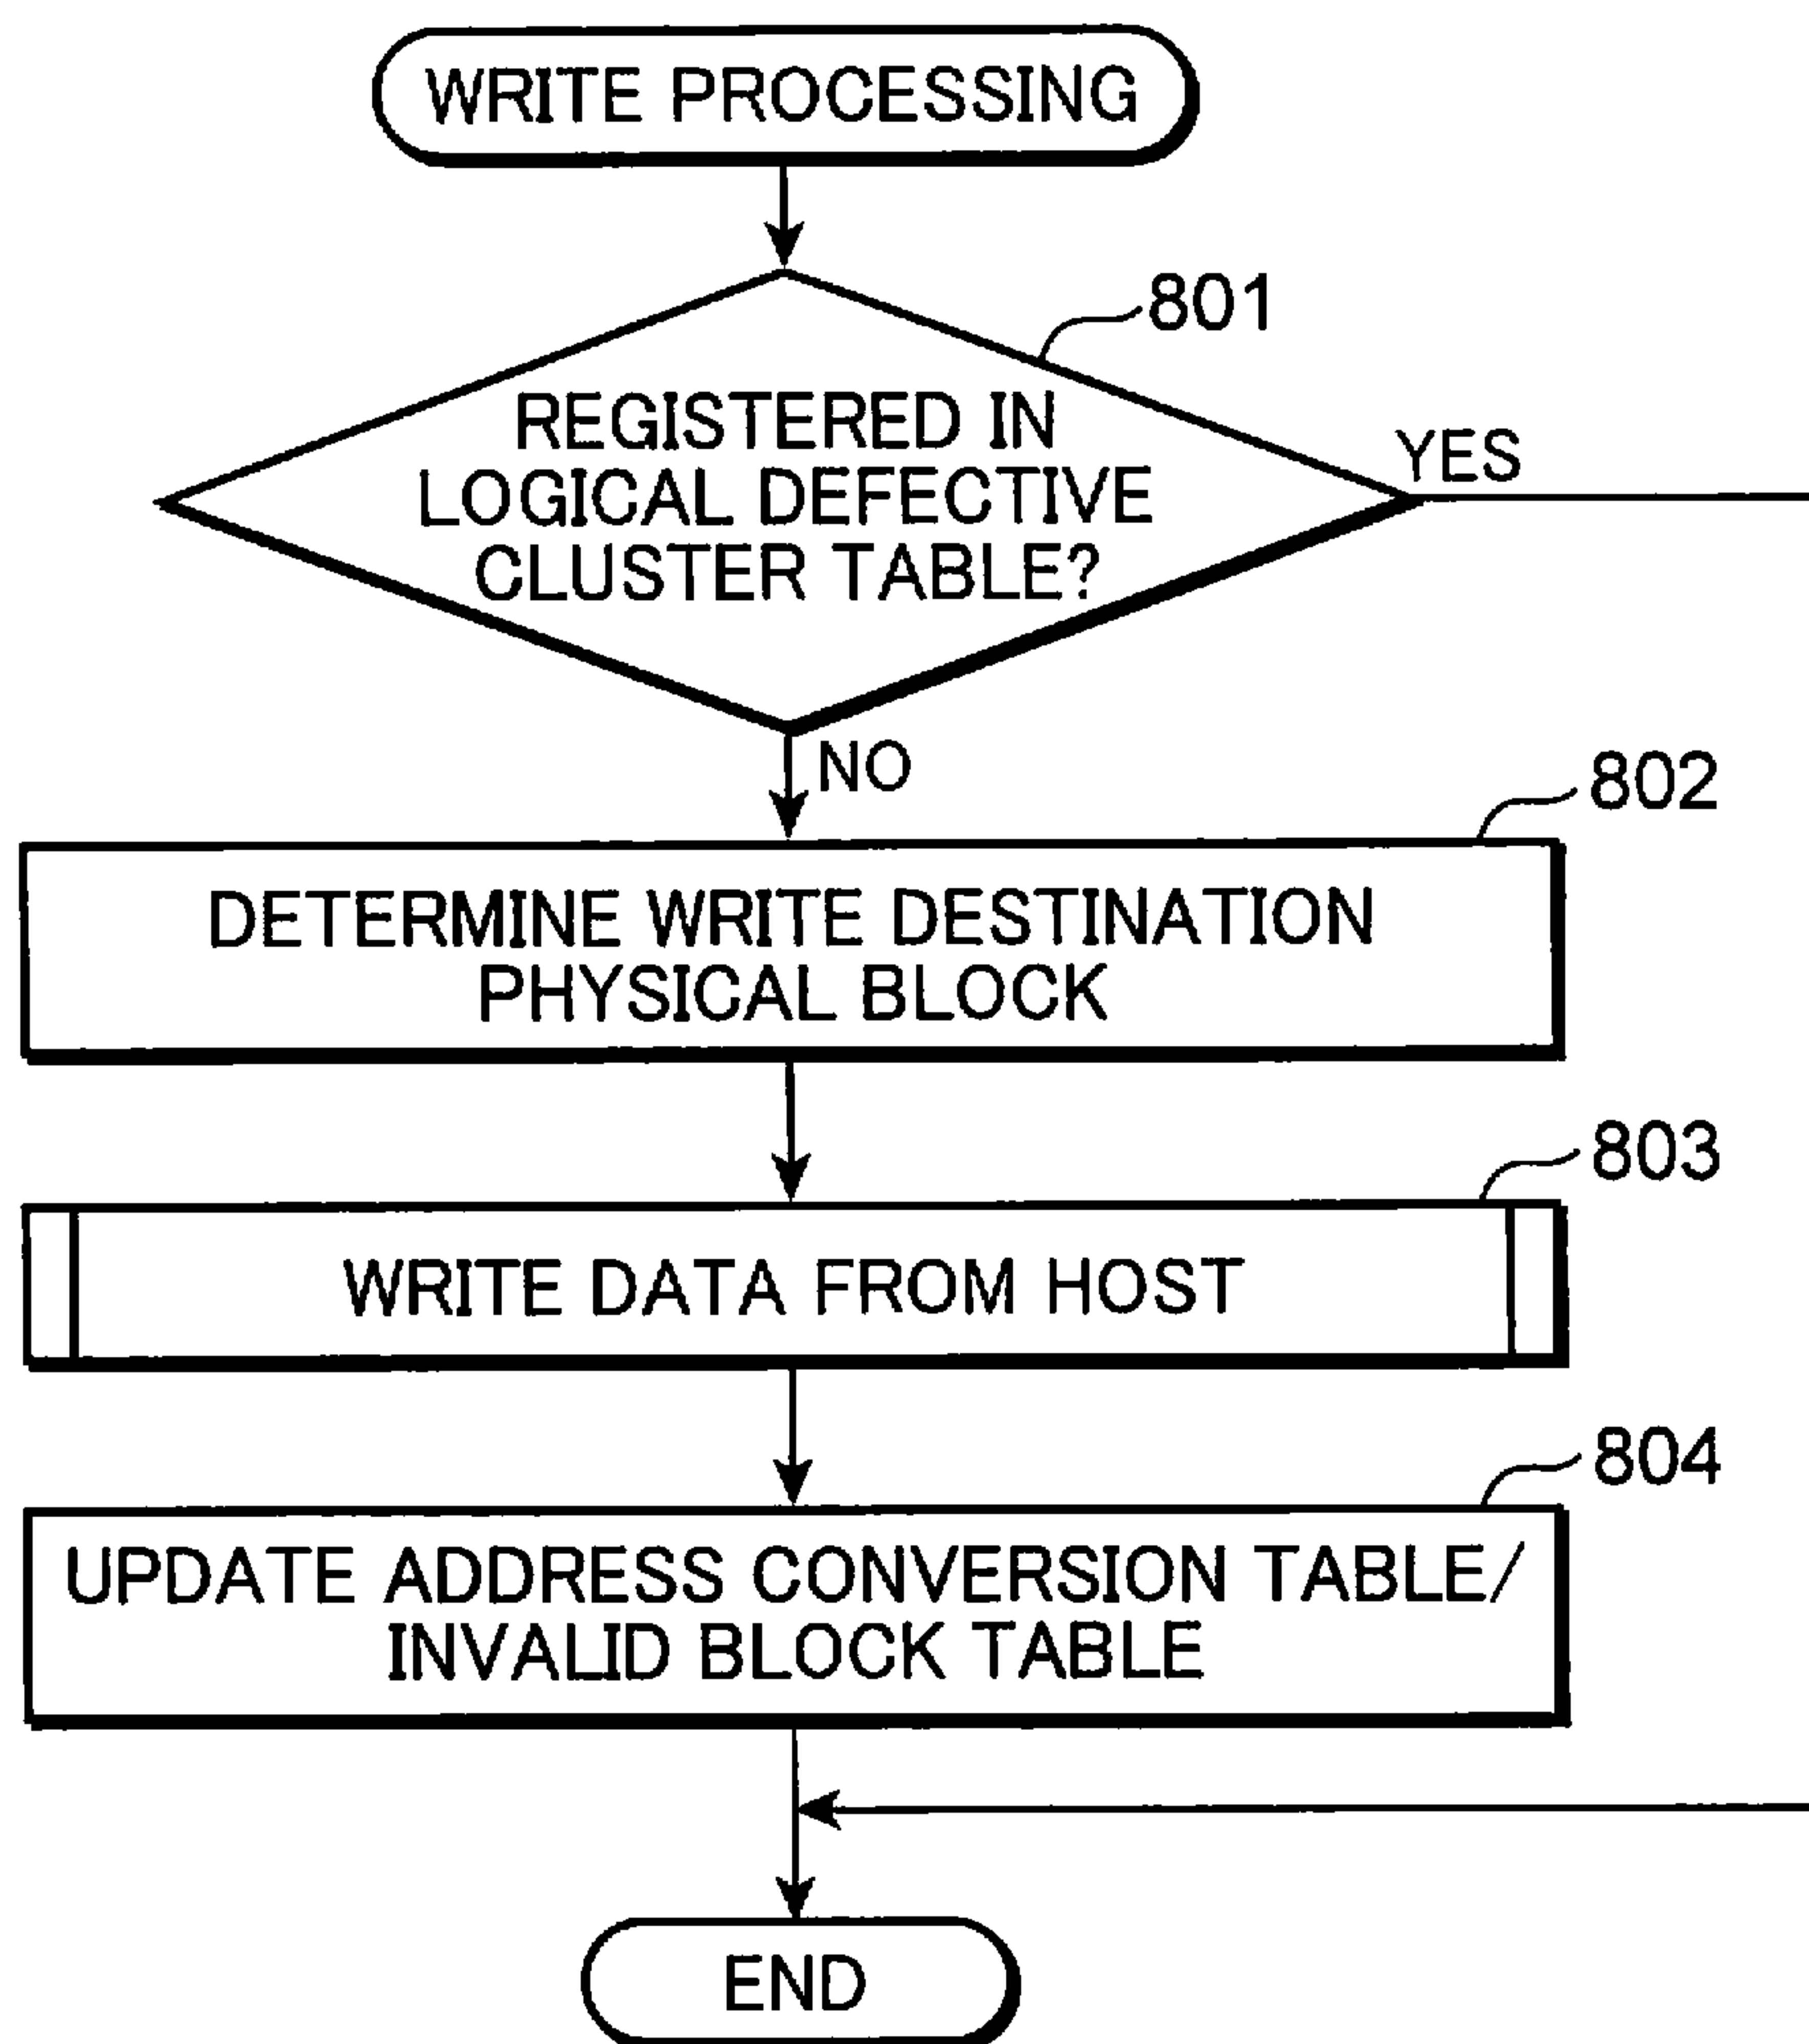 WRITE PROCESSING
801
REGISTERED IN
LOGICAL DEFECTIVE
CLUSTER TABLE?
YES
NO
802
DETERMINE WRITE DESTINATION
PHYSICAL BLOCK
803
WRITE DATA FROM HOST
804
UPDATE ADDRESS CONVERSION TABLE/
INVALID BLOCK TABLE
END